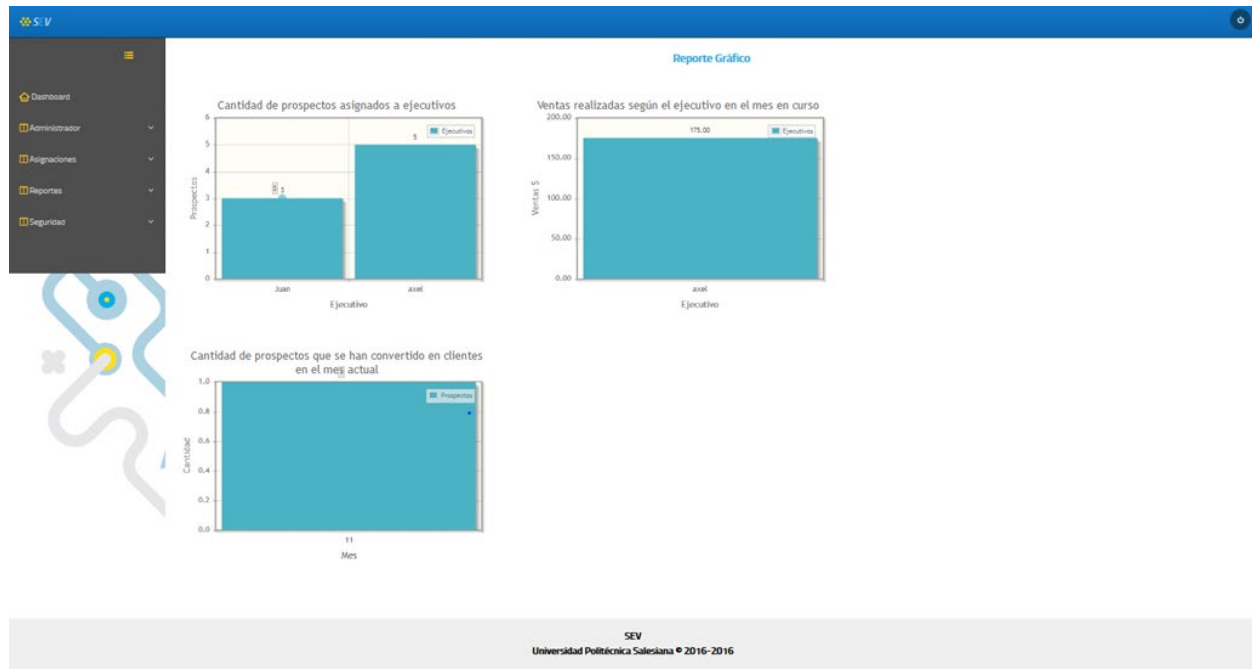 SEV
Reporte Gráfico
Dashboard
Administrador
Asignaciones
Reportes
Seguridad
Cantidad de prospectos asignados a ejecutivos
Ejecutivos
6
5
4
3
2
1
0
3
5
Prospectos
Juan
axel
Ejecutivo
Ventas realizadas según el ejecutivo en el mes en curso
200.00
150.00
100.00
50.00
0.00
175.00
Ejecutivos
Ventas $
axel
Ejecutivo
Cantidad de prospectos que se han convertido en clientes
en el mes actual
1.0
0.8
0.6
0.4
0.2
0.0
Prospectos
Cantidad
11
Mes
SEV
Universidad Politécnica Salesiana © 2016-2016